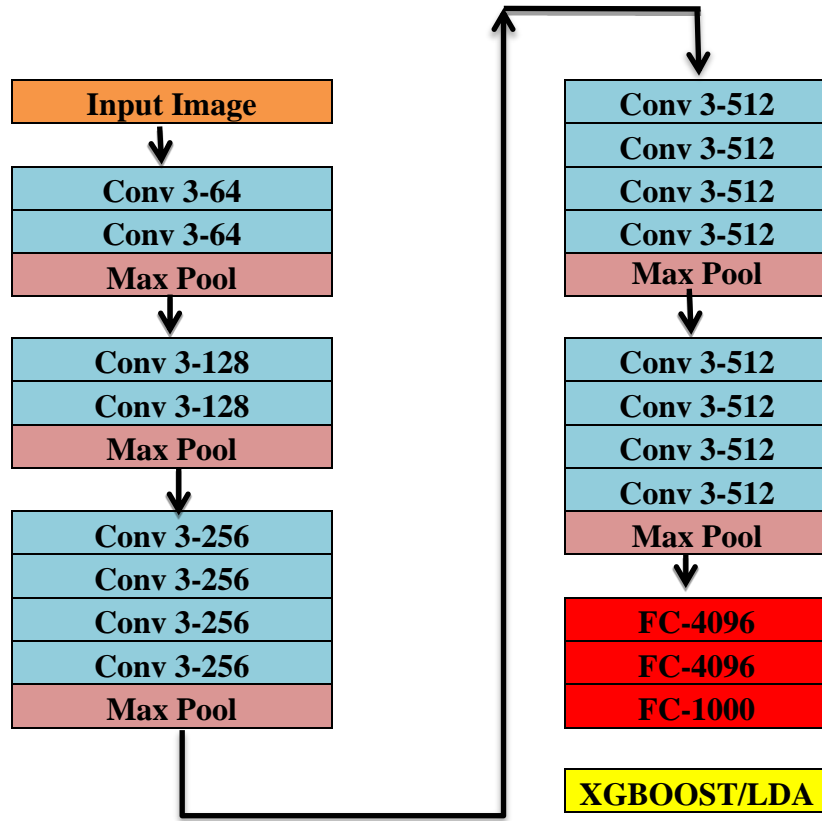 Input Image
Conv 3-64
Conv 3-64
Max Pool
Conv 3-128
Conv 3-128
Max Pool
Conv 3-256
Conv 3-256
Conv 3-256
Conv 3-256
Max Pool
Conv 3-512
Conv 3-512
Conv 3-512
Conv 3-512
Max Pool
Conv 3-512
Conv 3-512
Conv 3-512
Conv 3-512
Max Pool
FC-4096
FC-4096
FC-1000
XGBOOST/LDA